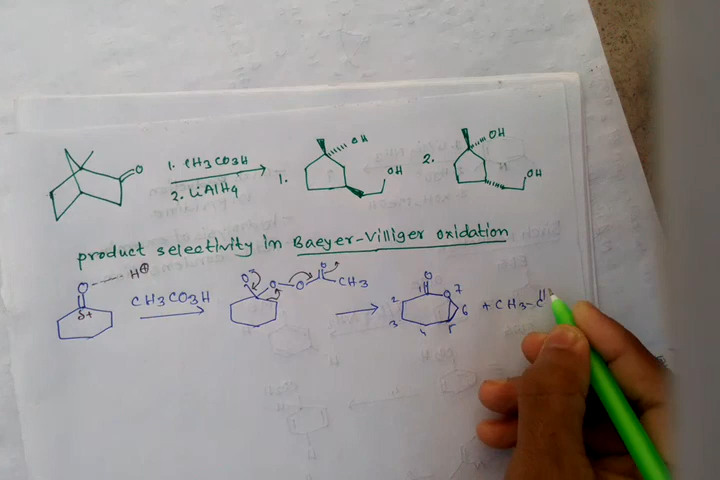 1. CH3CO3H
2. LiAlH4
1. OH OH
2. OH OH
O
product selectivity in Baeyer-Villiger oxidation
H⊕
O
δ+
CH3CO3H
O O O O CH3
O
1 2 3 4 5 6 7 O
+ CH3-C